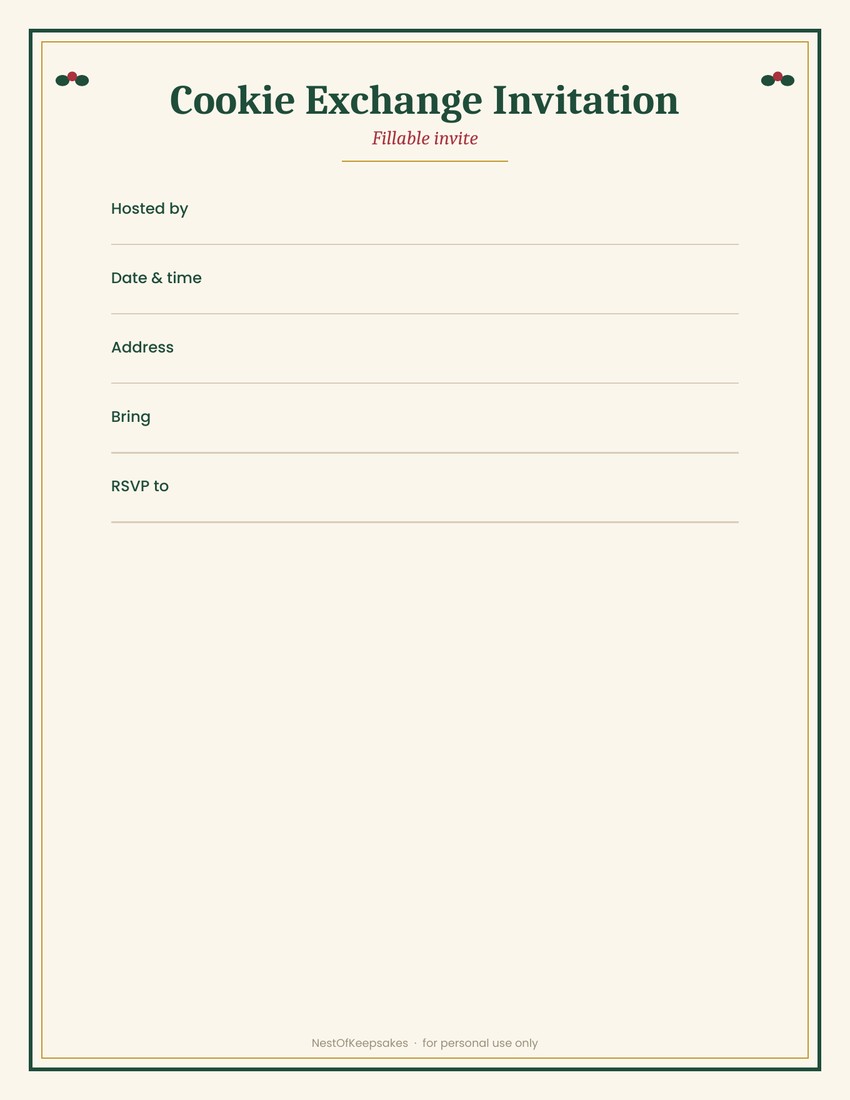 Cookie Exchange Invitation
Fillable invite
Hosted by
Date & time
Address
Bring
RSVP to
NestOfKeepsakes · for personal use only